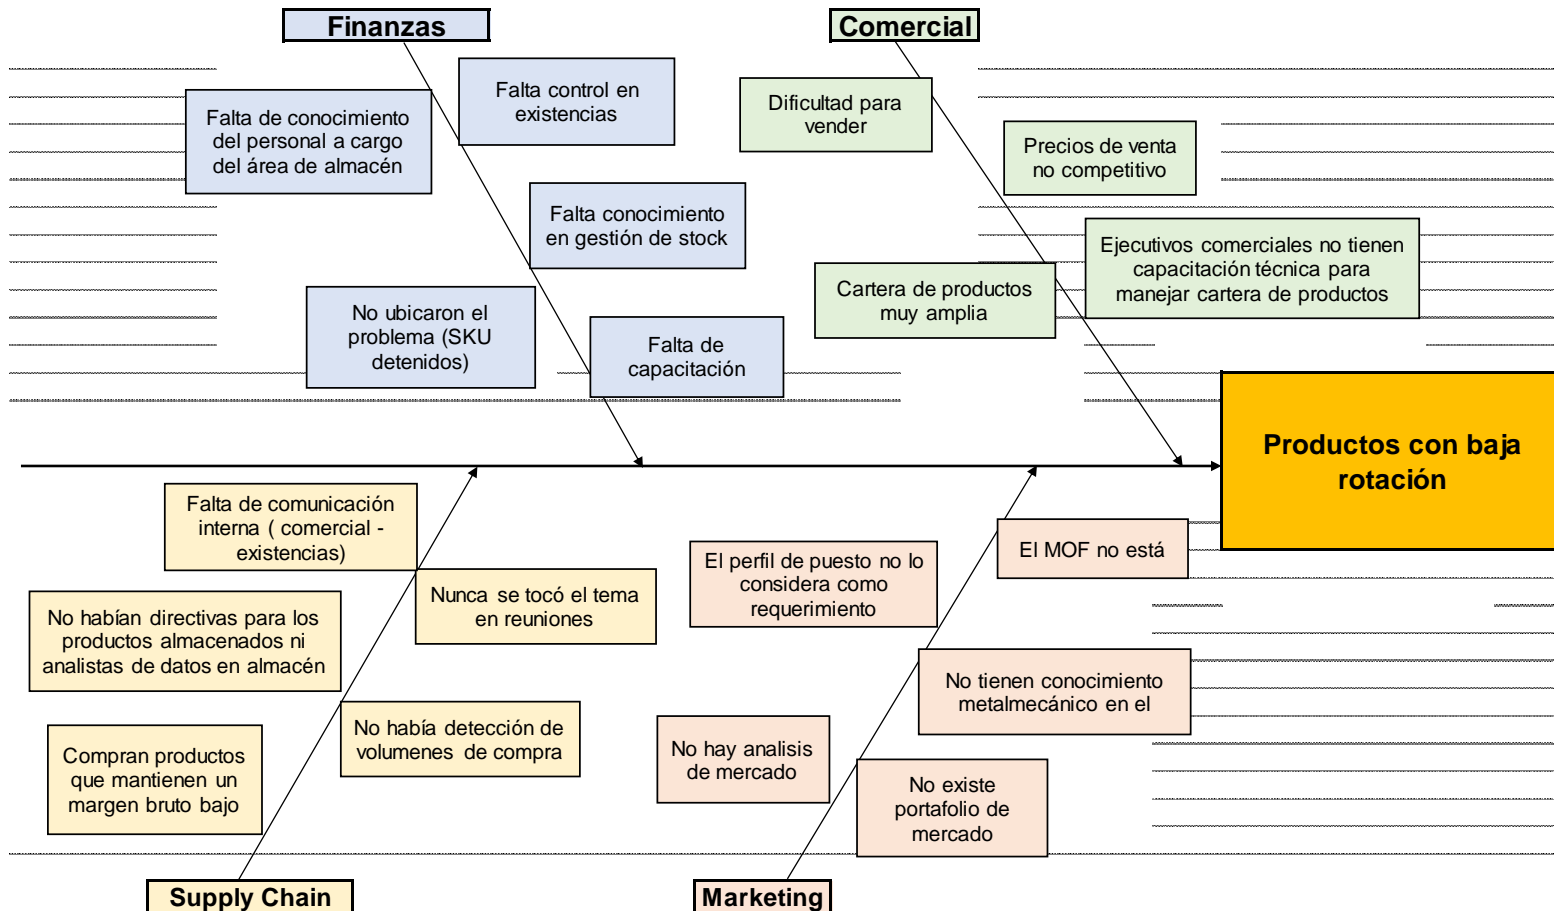 Finanzas
Comercial
Falta control en
existencias
Falta de conocimiento
del personal a cargo
del área de almacén
Dificultad para
vender
Precios de venta
no competitivo
Falta conocimiento
en gestión de stock
Ejecutivos comerciales no tienen
capacitación técnica para
manejar cartera de productos
Cartera de productos
muy amplia
No ubicaron el
problema (SKU
detenidos)
Falta de
capacitación
Productos con baja
rotación
Falta de comunicación
interna ( comercial -
existencias)
El MOF no está
El perfil de puesto no lo
considera como
requerimiento
Nunca se tocó el tema
en reuniones
No habían directivas para los
productos almacenados ni
analistas de datos en almacén
No tienen conocimiento
metalmecánico en el
No había detección de
volumenes de compra
No hay analisis
de mercado
Compran productos
que mantienen un
margen bruto bajo
No existe
portafolio de
mercado
Supply Chain
Marketing